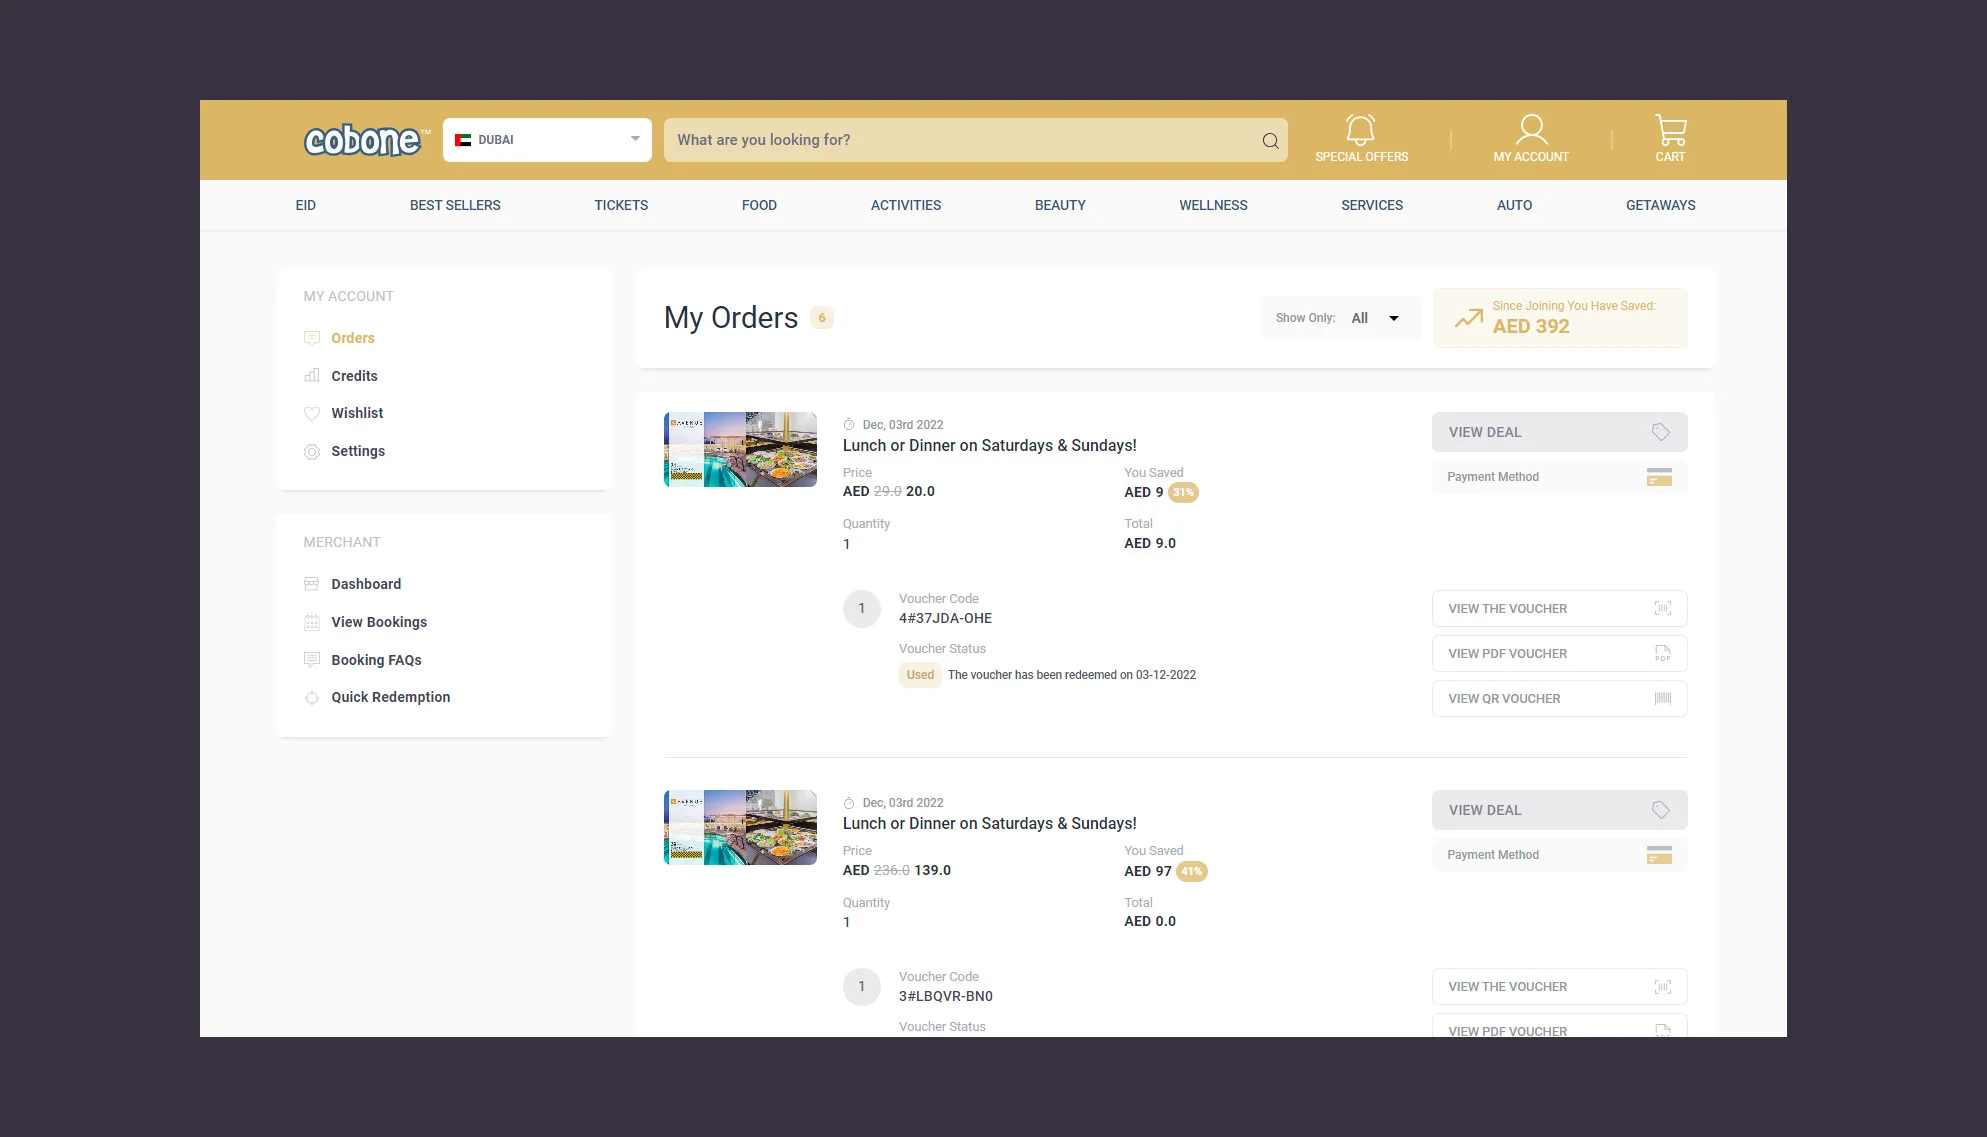 cobone™
DUBAI
What are you looking for?
SPECIAL OFFERS
MY ACCOUNT
CART
EID
BEST SELLERS
TICKETS
FOOD
ACTIVITIES
BEAUTY
WELLNESS
SERVICES
AUTO
GETAWAYS
MY ACCOUNT
Orders
Credits
Wishlist
Settings
MERCHANT
Dashboard
View Bookings
Booking FAQs
Quick Redemption
My Orders 6
Show Only: All
Since Joining You Have Saved:
AED 392
AVENUE
Dec, 03rd 2022
Lunch or Dinner on Saturdays & Sundays!
Price
AED 29.0 20.0
You Saved
AED 9 31%
Quantity
1
Total
AED 9.0
VIEW DEAL
Payment Method
1
Voucher Code
4#37JDA-OHE
Voucher Status
Used The voucher has been redeemed on 03-12-2022
VIEW THE VOUCHER
VIEW PDF VOUCHER
PDF
VIEW QR VOUCHER
AVENUE
Dec, 03rd 2022
Lunch or Dinner on Saturdays & Sundays!
Price
AED 236.0 139.0
You Saved
AED 97 41%
Quantity
1
Total
AED 0.0
VIEW DEAL
Payment Method
1
Voucher Code
3#LBQVR-BN0
Voucher Status
VIEW THE VOUCHER
VIEW PDF VOUCHER